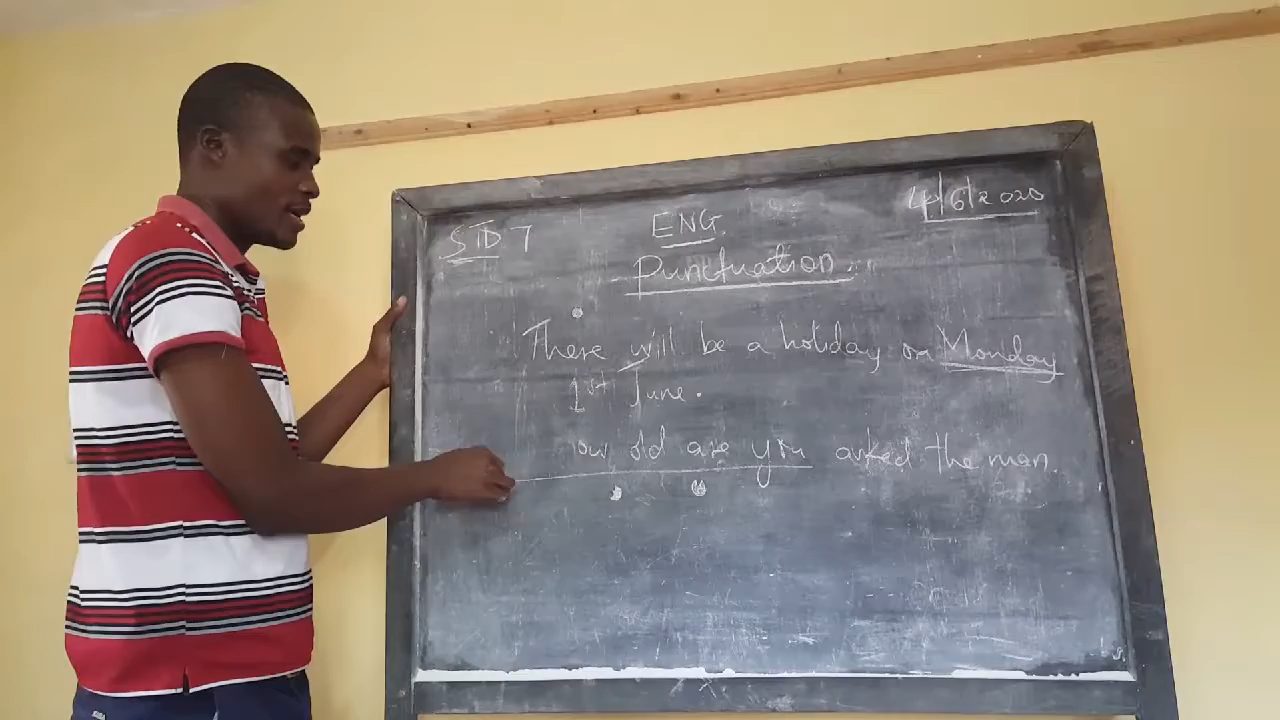 STD 7 ENG. 4/6/2020
Punctuation.
There will be a holiday on Monday
1st June.
ow old are you asked the man.